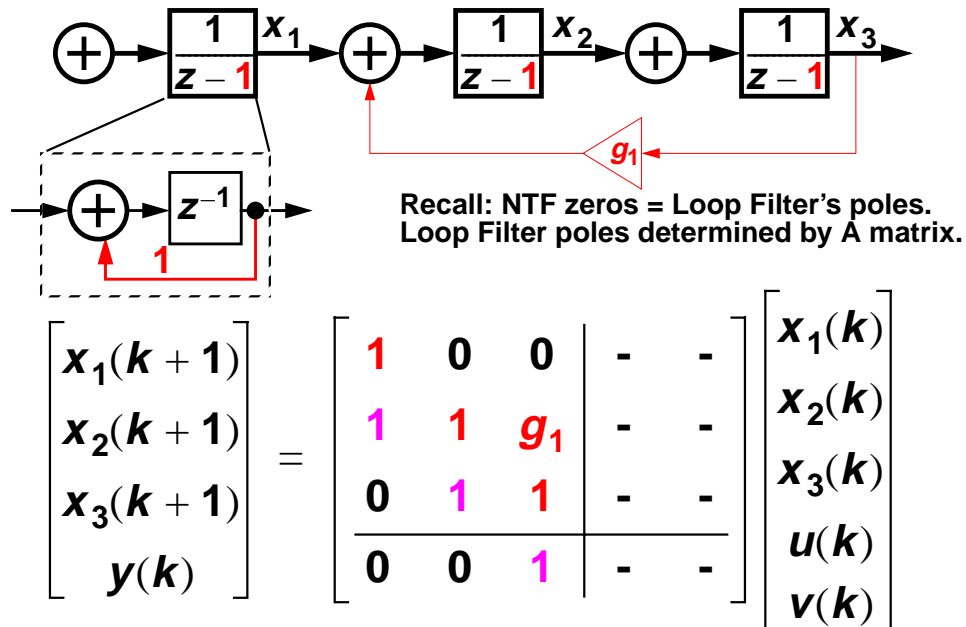 1 x₁ 1 x₂ 1 x₃
+ z − 1 + z − 1 + z − 1
g₁
+ z⁻¹
1
Recall: NTF zeros = Loop Filter's poles.
Loop Filter poles determined by A matrix.
x₁(k + 1) 1 0 0 - - x₁(k)
x₂(k + 1) = 1 1 g₁ - - x₂(k)
x₃(k + 1) 0 1 1 - - x₃(k)
y(k) 0 0 1 - - u(k)
v(k)